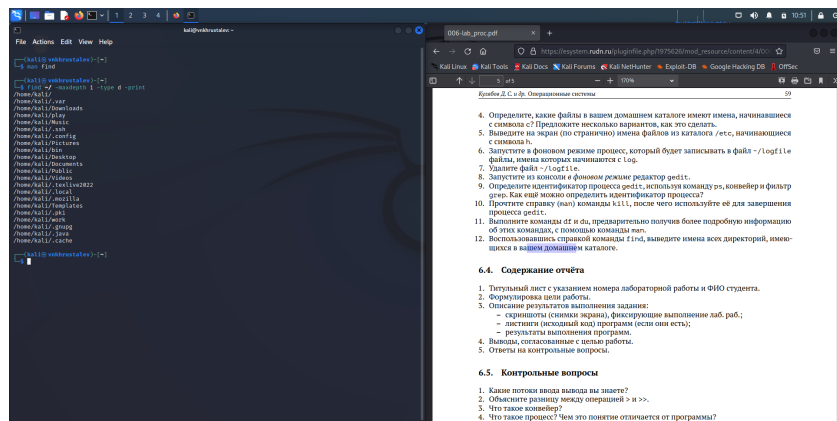 1 2 3 4
10:51
kali@vnkhrustalev: ~
File Actions Edit View Help
(kali㉿vnkhrustalev)-[~]
$ man find
(kali㉿vnkhrustalev)-[~]
$ find ~/ -maxdepth 1 -type d -print
/home/kali/
/home/kali/.var
/home/kali/Downloads
/home/kali/play
/home/kali/Music
/home/kali/.ssh
/home/kali/.config
/home/kali/Pictures
/home/kali/bin
/home/kali/Desktop
/home/kali/Documents
/home/kali/Public
/home/kali/Videos
/home/kali/.texlive2022
/home/kali/.local
/home/kali/.mozilla
/home/kali/Templates
/home/kali/.pki
/home/kali/work
/home/kali/.gnupg
/home/kali/.java
/home/kali/.cache
(kali㉿vnkhrustalev)-[~]
$
006-lab_proc.pdf
https://esystem.rudn.ru/pluginfile.php/1975626/mod_resource/content/4/00
Kali Linux Kali Tools Kali Docs Kali Forums Kali NetHunter Exploit-DB Google Hacking DB OffSec
5 of 5 170%
Кулябов Д. С. и др. Операционные системы 59
4. Определите, какие файлы в вашем домашнем каталоге имеют имена, начинавшиеся
с символа c? Предложите несколько вариантов, как это сделать.
5. Выведите на экран (по странично) имена файлов из каталога /etc, начинающиеся
с символа h.
6. Запустите в фоновом режиме процесс, который будет записывать в файл ~/logfile
файлы, имена которых начинаются с log.
7. Удалите файл ~/logfile.
8. Запустите из консоли в фоновом режиме редактор gedit.
9. Определите идентификатор процесса gedit, используя команду ps, конвейер и фильтр
grep. Как ещё можно определить идентификатор процесса?
10. Прочтите справку (man) команды kill, после чего используйте её для завершения
процесса gedit.
11. Выполните команды df и du, предварительно получив более подробную информацию
об этих командах, с помощью команды man.
12. Воспользовавшись справкой команды find, выведите имена всех директорий, имею-
щихся в вашем домашнем каталоге.
6.4. Содержание отчёта
1. Титульный лист с указанием номера лабораторной работы и ФИО студента.
2. Формулировка цели работы.
3. Описание результатов выполнения задания:
– скриншоты (снимки экрана), фиксирующие выполнение лаб. раб.;
– листинги (исходный код) программ (если они есть);
– результаты выполнения программ.
4. Выводы, согласованные с целью работы.
5. Ответы на контрольные вопросы.
6.5. Контрольные вопросы
1. Какие потоки ввода вывода вы знаете?
2. Объясните разницу между операцией > и >>.
3. Что такое конвейер?
4. Что такое процесс? Чем это понятие отличается от программы?